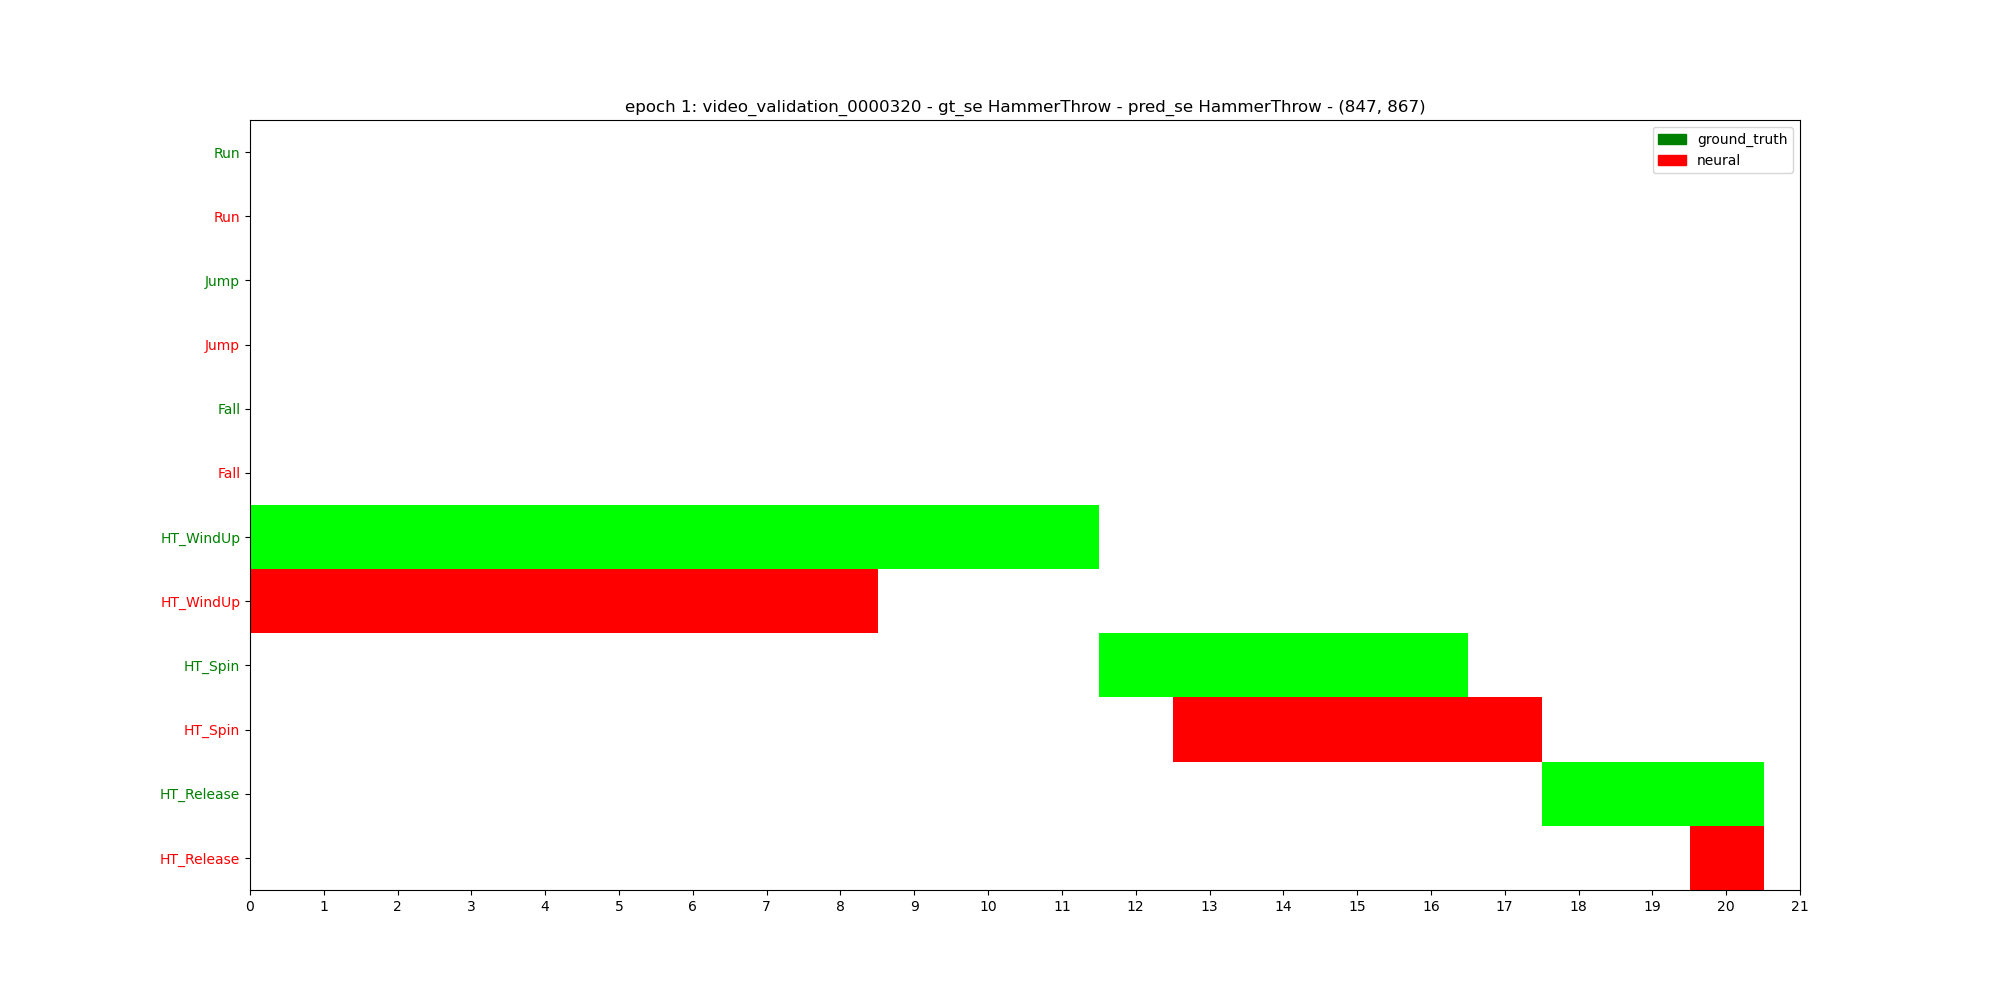 epoch 1: video_validation_0000320 - gt_se HammerThrow - pred_se HammerThrow - (847, 867)
ground_truth
neural
Run
Run
Jump
Jump
Fall
Fall
HT_WindUp
HT_WindUp
HT_Spin
HT_Spin
HT_Release
HT_Release
0 1 2 3 4 5 6 7 8 9 10 11 12 13 14 15 16 17 18 19 20 21